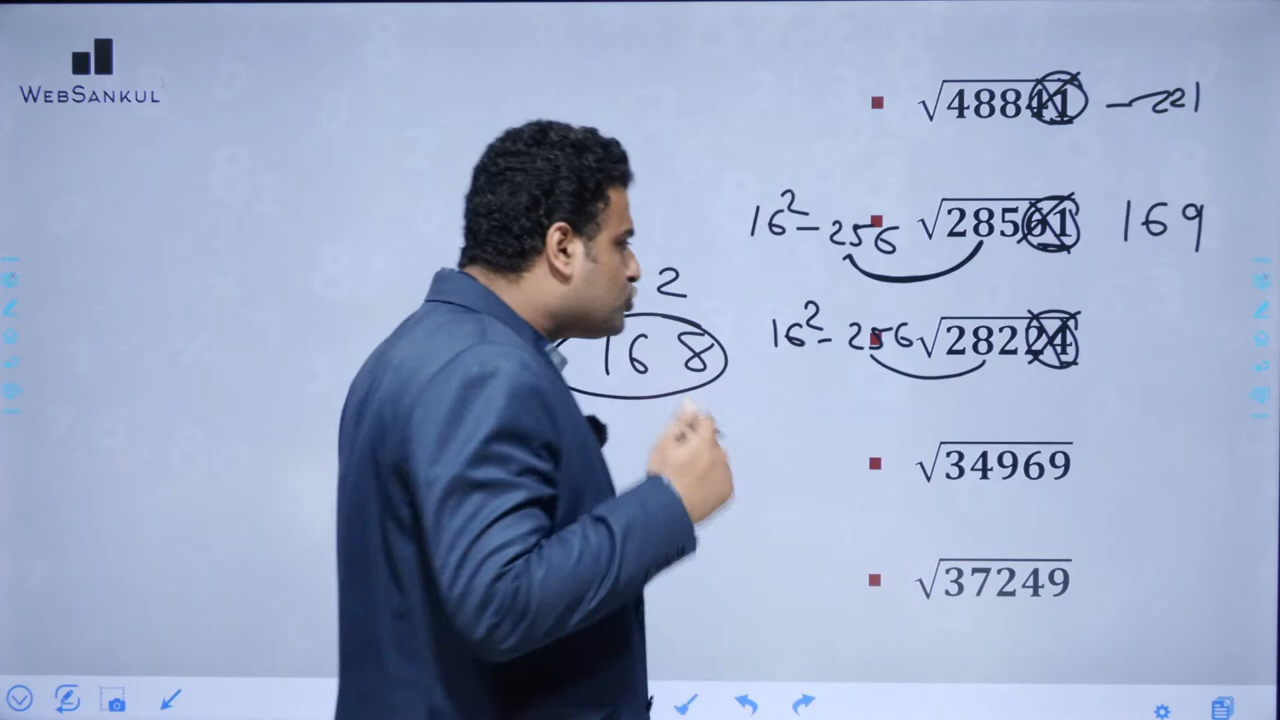 WEBSANKUL
√48841 - 221
16² - 256 √28561 169
2
168
16² - 256 √28224
√34969
√37249